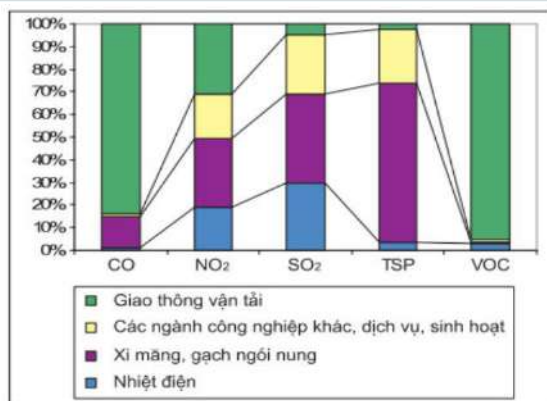 100%
90%
80%
70%
60%
50%
40%
30%
20%
10%
0%
CO NO₂ SO₂ TSP VOC
Giao thông vận tải
Các ngành công nghiệp khác, dịch vụ, sinh hoạt
Xi măng, gạch ngói nung
Nhiệt điện